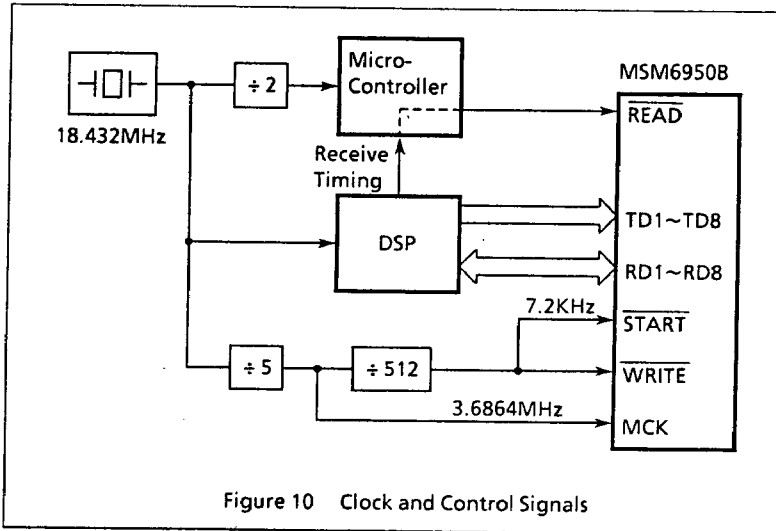 Micro-
Controller
MSM6950B
÷ 2
READ
18.432MHz
Receive
Timing
DSP
TD1~TD8
RD1~RD8
7.2KHz
START
÷ 5
÷ 512
WRITE
3.6864MHz
MCK
Figure 10 Clock and Control Signals